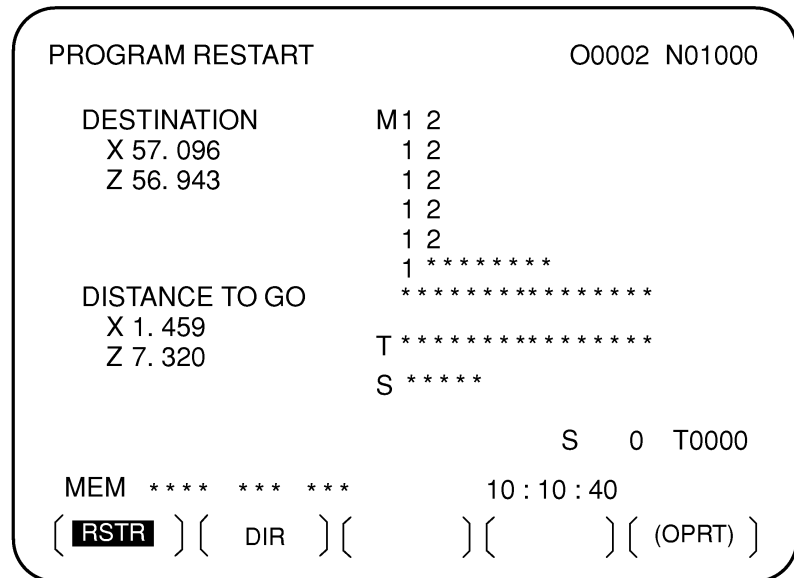 PROGRAM RESTART O0002 N01000
DESTINATION M 1 2
X 57. 096 1 2
Z 56. 943 1 2
1 2
1 2
1 * * * * * * * *
DISTANCE TO GO * * * * * * * ** * * * * * *
X 1. 459
Z 7. 320 T * * * * * * * ** * * * * * *
S * * * * *
S 0 T0000
MEM * * * * * * * * * * 10 : 10 : 40
[ RSTR ] [ DIR ] [ ] [ ] [ (OPRT) ]